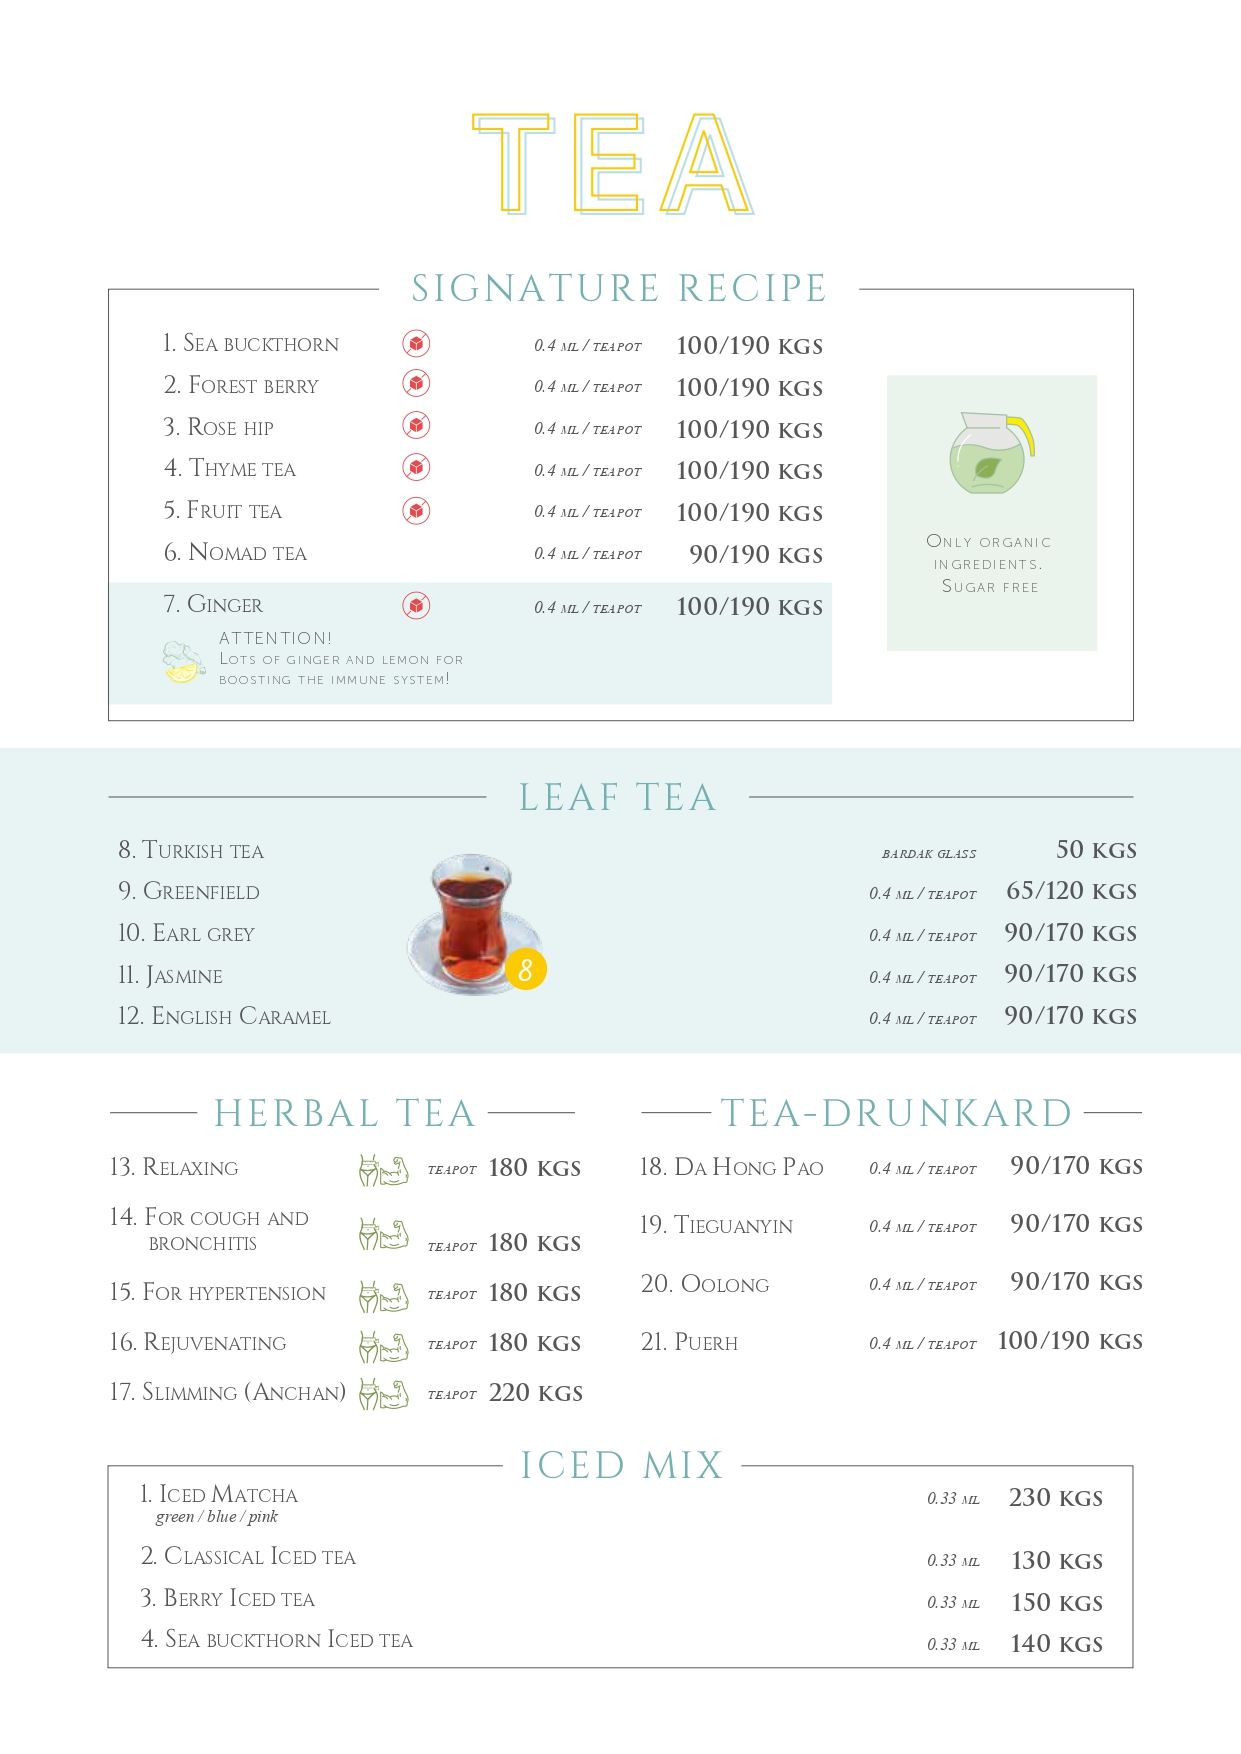 TEA
SIGNATURE RECIPE
1. Sea buckthorn 0.4 ml / teapot 100/190 KGS
2. Forest berry 0.4 ml / teapot 100/190 KGS
3. Rose hip 0.4 ml / teapot 100/190 KGS
4. Thyme tea 0.4 ml / teapot 100/190 KGS
5. Fruit tea 0.4 ml / teapot 100/190 KGS
6. Nomad tea 0.4 ml / teapot 90/190 KGS
7. Ginger 0.4 ml / teapot 100/190 KGS
ATTENTION!
Lots of ginger and lemon for
boosting the immune system!
Only organic
ingredients.
Sugar free
LEAF TEA
8. Turkish tea bardak glass 50 KGS
9. Greenfield 0.4 ml / teapot 65/120 KGS
10. Earl grey 0.4 ml / teapot 90/170 KGS
11. Jasmine 0.4 ml / teapot 90/170 KGS
12. English Caramel 0.4 ml / teapot 90/170 KGS
8
HERBAL TEA
13. Relaxing teapot 180 KGS
14. For cough and
bronchitis teapot 180 KGS
15. For hypertension teapot 180 KGS
16. Rejuvenating teapot 180 KGS
17. Slimming (Anchan) teapot 220 KGS
TEA-DRUNKARD
18. Da Hong Pao 0.4 ml / teapot 90/170 KGS
19. Tieguanyin 0.4 ml / teapot 90/170 KGS
20. Oolong 0.4 ml / teapot 90/170 KGS
21. Puerh 0.4 ml / teapot 100/190 KGS
ICED MIX
1. Iced Matcha 0.33 ml 230 KGS
green / blue / pink
2. Classical Iced tea 0.33 ml 130 KGS
3. Berry Iced tea 0.33 ml 150 KGS
4. Sea buckthorn Iced tea 0.33 ml 140 KGS